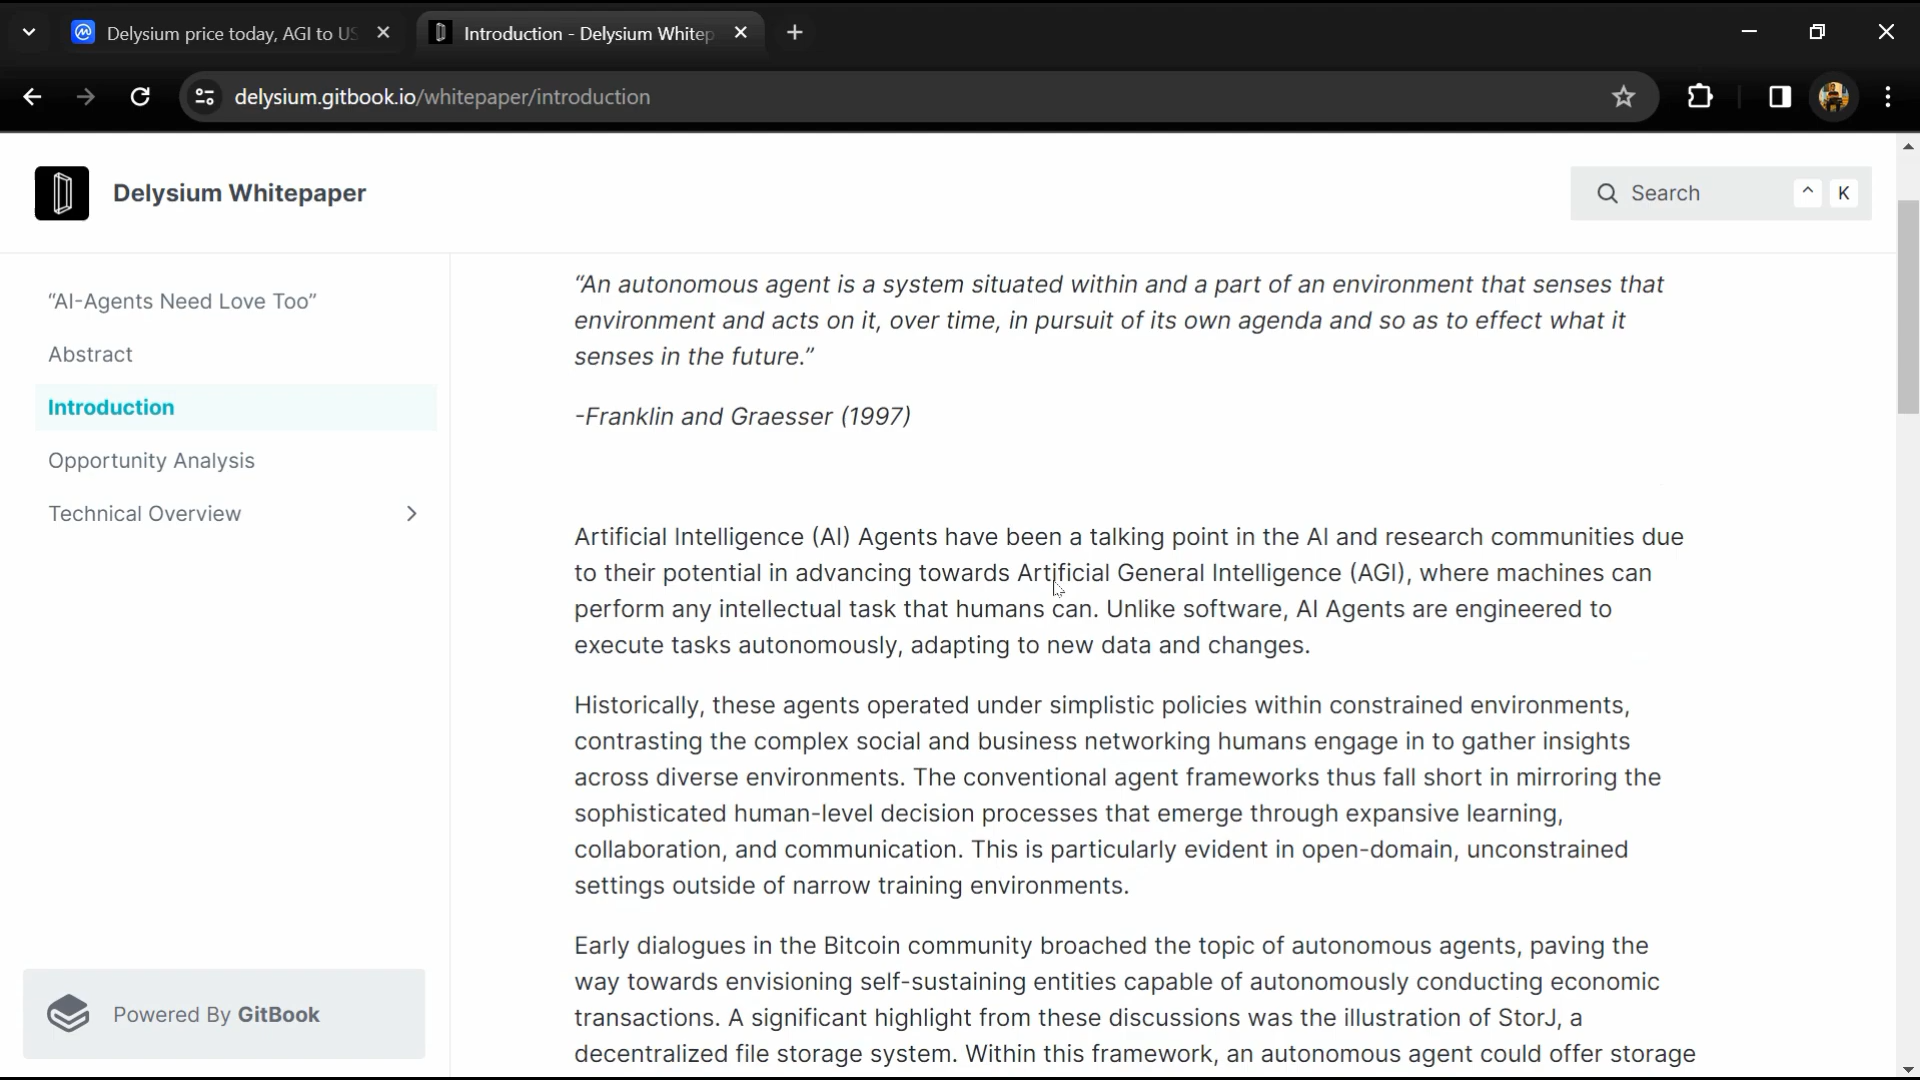 Delysium price today, AGI to US
Introduction - Delysium Whitep
delysium.gitbook.io/whitepaper/introduction
Delysium Whitepaper
Search
^ K
“AI-Agents Need Love Too”
Abstract
Introduction
Opportunity Analysis
Technical Overview
Powered By GitBook
“An autonomous agent is a system situated within and a part of an environment that senses that
environment and acts on it, over time, in pursuit of its own agenda and so as to effect what it
senses in the future.”
-Franklin and Graesser (1997)
Artificial Intelligence (AI) Agents have been a talking point in the AI and research communities due
to their potential in advancing towards Artificial General Intelligence (AGI), where machines can
perform any intellectual task that humans can. Unlike software, AI Agents are engineered to
execute tasks autonomously, adapting to new data and changes.
Historically, these agents operated under simplistic policies within constrained environments,
contrasting the complex social and business networking humans engage in to gather insights
across diverse environments. The conventional agent frameworks thus fall short in mirroring the
sophisticated human-level decision processes that emerge through expansive learning,
collaboration, and communication. This is particularly evident in open-domain, unconstrained
settings outside of narrow training environments.
Early dialogues in the Bitcoin community broached the topic of autonomous agents, paving the
way towards envisioning self-sustaining entities capable of autonomously conducting economic
transactions. A significant highlight from these discussions was the illustration of StorJ, a
decentralized file storage system. Within this framework, an autonomous agent could offer storage